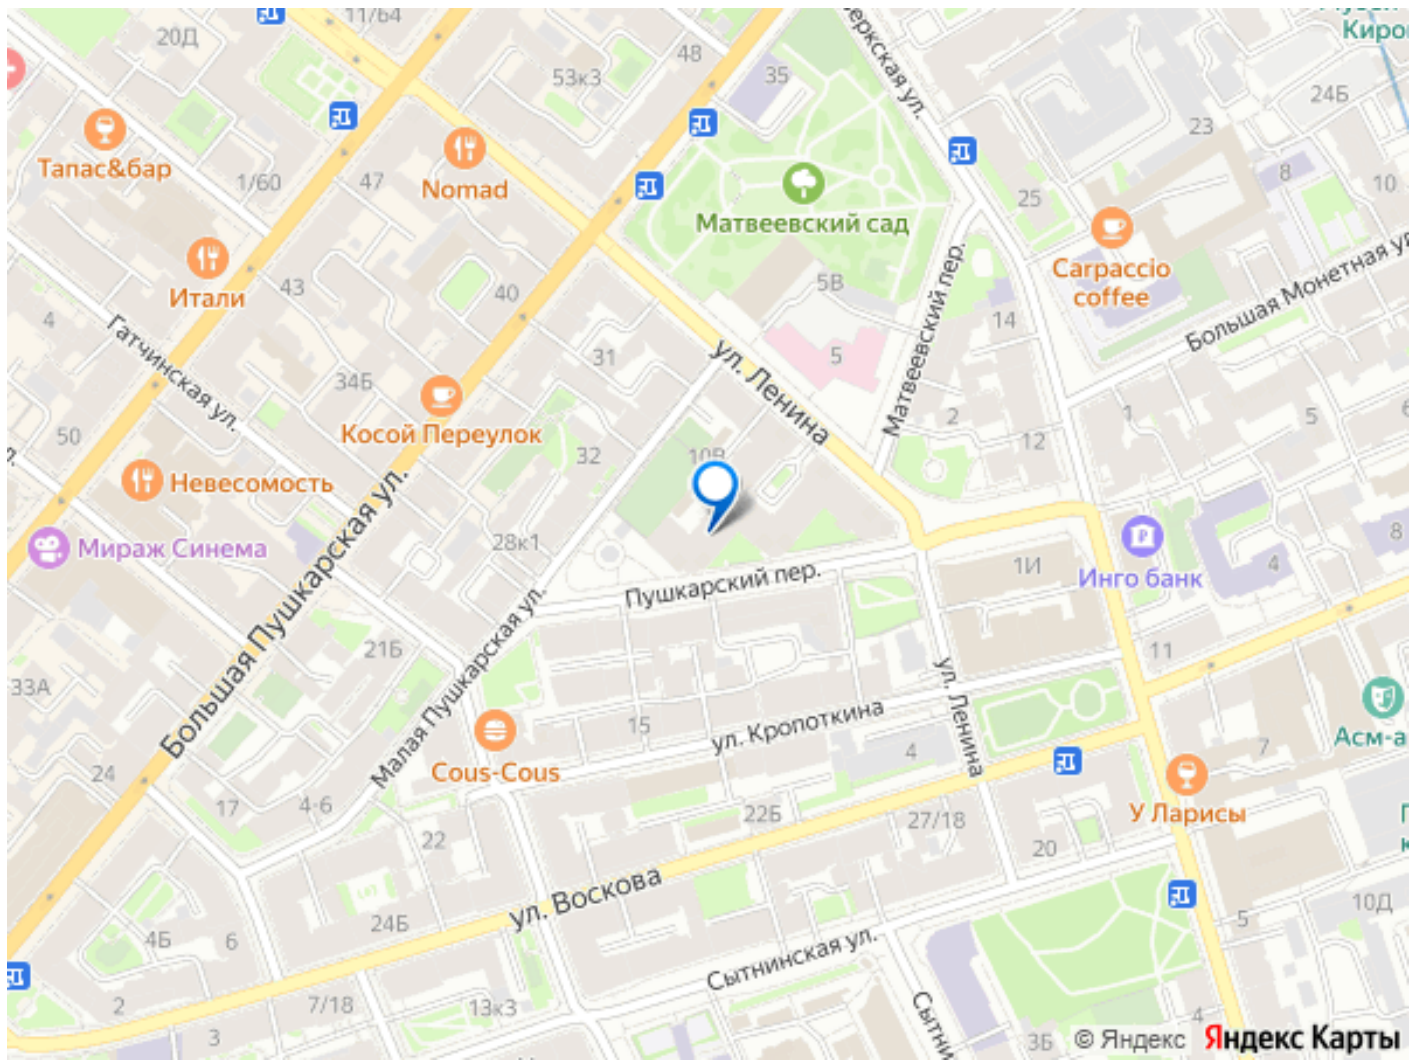 11/64
20Д
48
53к3
35
еркская ул.
Киро
24Б
23
Тапас&бар
1/60
47
Nomad
Матвеевский сад
25
8
10
Carpaccio
coffee
Большая Монетная ул
Итали
43
40
5В
14
Матвеевский пер.
4
Гатчинская ул.
34Б
31
ул. Ленина
5
2
12
1
5
6
50
Косой Переулок
32
10В
Невесомость
Большая Пушкарская ул.
Мираж Синема
28к1
Пушкарский пер.
1И
Инго банк
4
8
Малая Пушкарская ул.
21Б
33А
11
15
ул. Кропоткина
ул. Ленина
4
7
Асм-а
24
17
4-6
Cous-Cous
22
22Б
27/18
20
У Ларисы
ул. Воскова
24Б
4Б
6
Сытнинская ул.
5
10Д
2
3
7/18
13к3
Сытни
3Б
4
© Яндекс Яндекс Карты